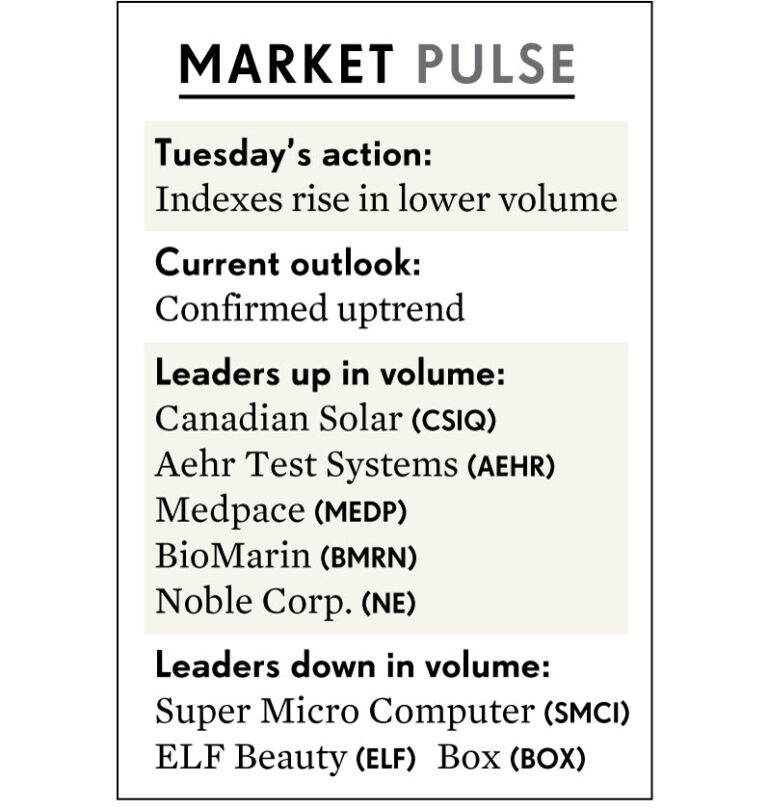 MARKET PULSE
Tuesday’s action:
Indexes rise in lower volume
Current outlook:
Confirmed uptrend
Leaders up in volume:
Canadian Solar (CSIQ)
Aehr Test Systems (AEHR)
Medpace (MEDP)
BioMarin (BMRN)
Noble Corp. (NE)
Leaders down in volume:
Super Micro Computer (SMCI)
ELF Beauty (ELF) Box (BOX)